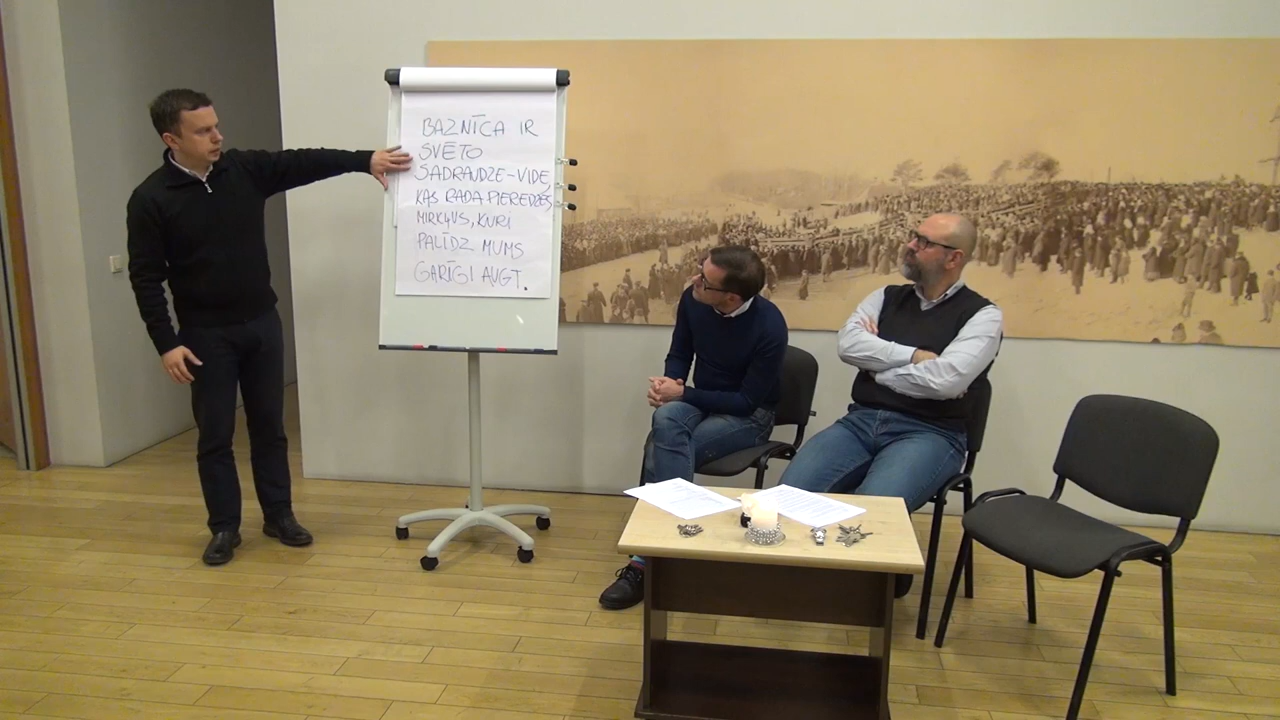 BAZNĪCA IR
SVĒTO
SADRAUDZE-VIDE,
KAS RADA PIEREDZES,
MIRKĻUS, KURI
PALĪDZ MUMS
GARĪGI AUGT.